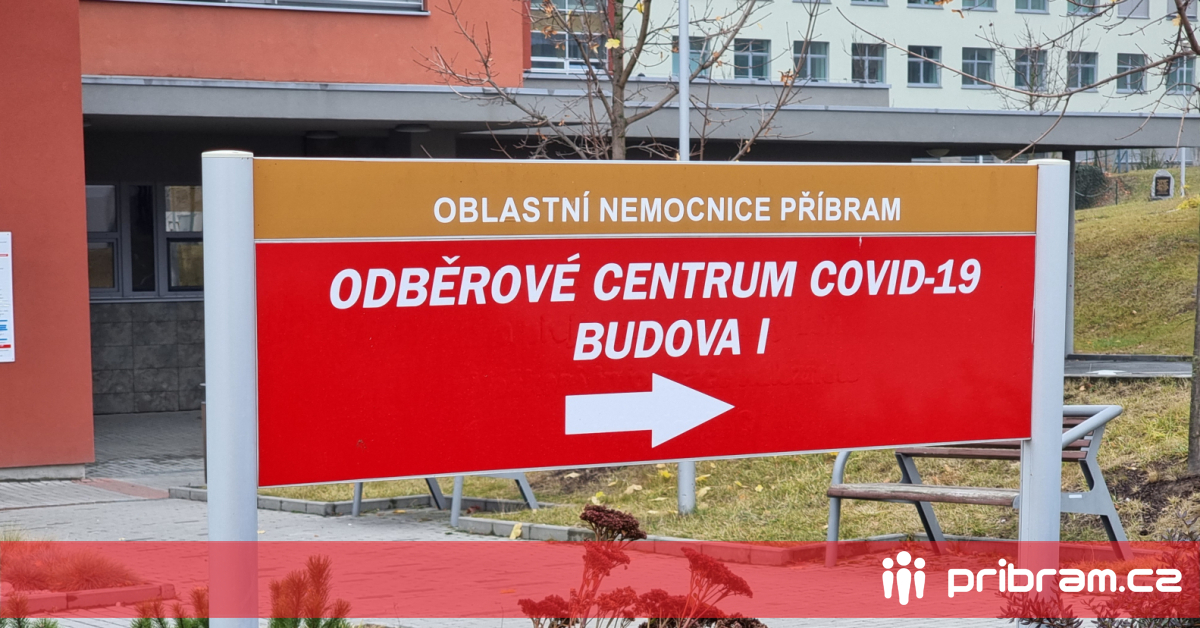 OBLASTNÍ NEMOCNICE PŘÍBRAM
ODBĚROVÉ CENTRUM COVID-19
BUDOVA I
pribram.cz